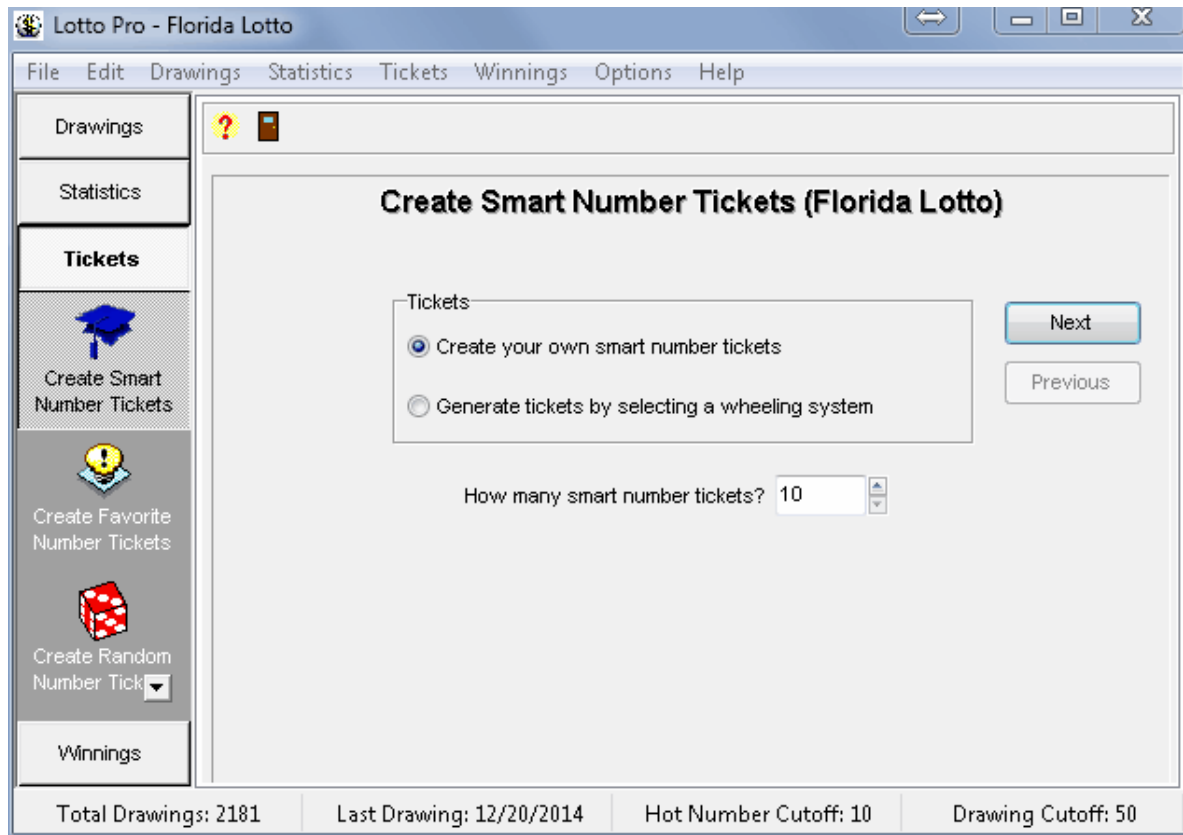 Lotto Pro - Florida Lotto
File Edit Drawings Statistics Tickets Winnings Options Help
Drawings
Statistics
Tickets
Create Smart
Number Tickets
Create Favorite
Number Tickets
Create Random
Number Tick
Winnings
Create Smart Number Tickets (Florida Lotto)
Tickets
Create your own smart number tickets
Generate tickets by selecting a wheeling system
How many smart number tickets? 10
Next
Previous
Total Drawings: 2181 Last Drawing: 12/20/2014 Hot Number Cutoff: 10 Drawing Cutoff: 50